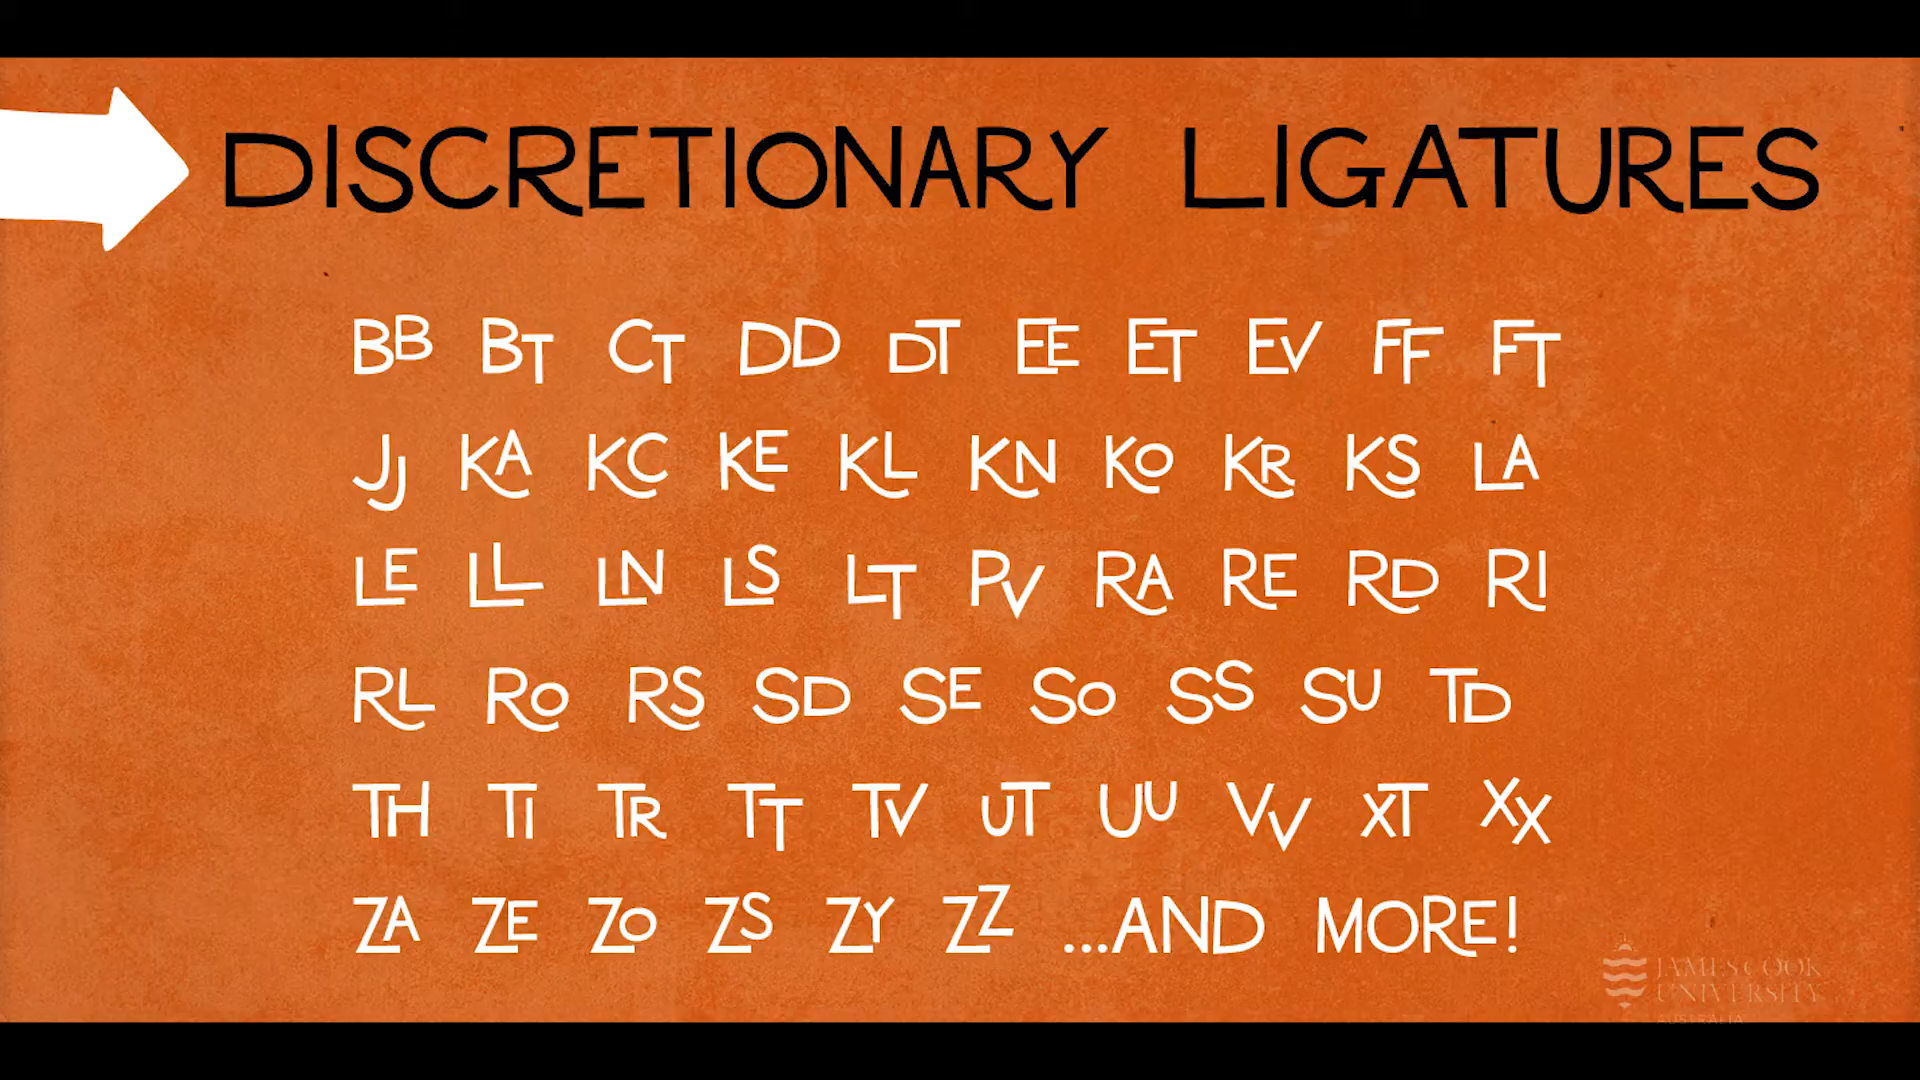 DISCRETIONARY LIGATURES
BB BT CT DD DT EE ET EV FF FT
JJ KA KC KE KL KN KO KR KS LA
LE LL LN LS LT PV RA RE RD RI
RL RO RS SD SE SO SS SU TD
TH TI TR TT TV UT UU VV XT XX
ZA ZE ZO ZS ZY ZZ ...AND MORE!
JAMES COOK
UNIVERSITY
AUSTRALIA